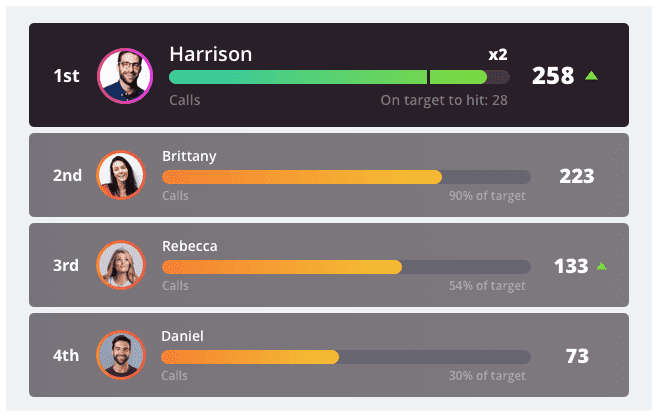 1st
Harrison
x2
258
Calls
On target to hit: 28
2nd
Brittany
223
Calls
90% of target
3rd
Rebecca
133
Calls
54% of target
4th
Daniel
73
Calls
30% of target